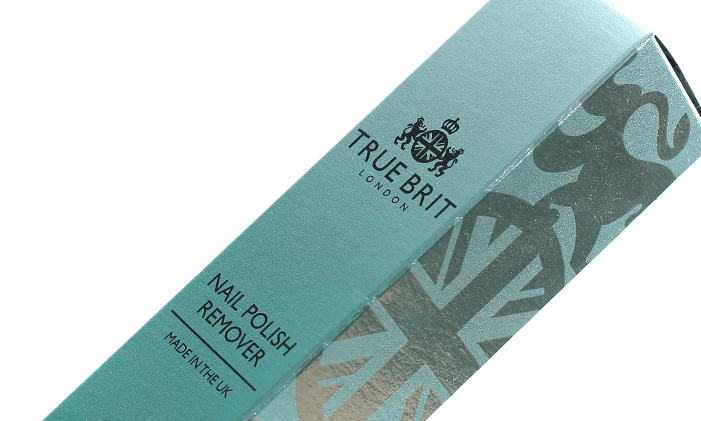 TRUE BRIT
LONDON
NAIL POLISH
REMOVER
MADE IN THE UK